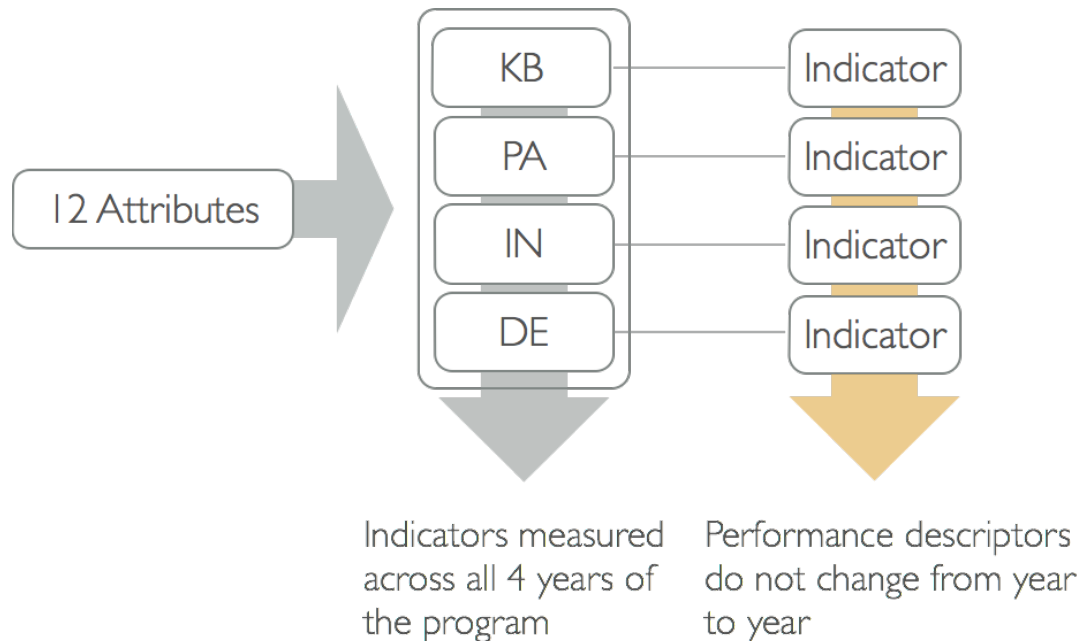 KB
Indicator
PA
Indicator
12 Attributes
IN
Indicator
DE
Indicator
Indicators measured
across all 4 years of
the program
Performance descriptors
do not change from year
to year